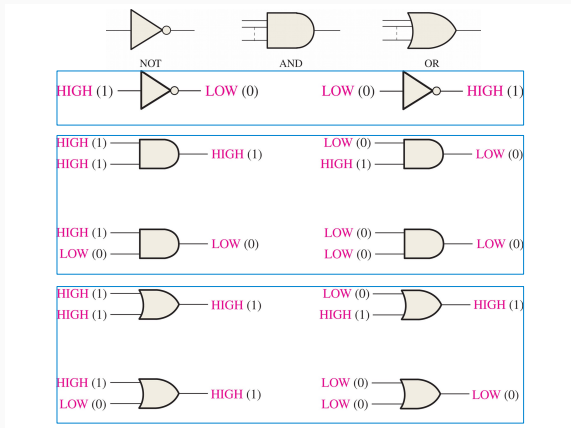 NOT AND OR
HIGH (1) LOW (0) LOW (0) HIGH (1)
HIGH (1) LOW (0)
HIGH (1) LOW (0)
HIGH (1) HIGH (1)
HIGH (1) LOW (0)
LOW (0) LOW (0)
LOW (0) LOW (0)
HIGH (1) LOW (0)
HIGH (1) HIGH (1)
HIGH (1) HIGH (1)
HIGH (1) LOW (0)
HIGH (1) LOW (0)
LOW (0) LOW (0)